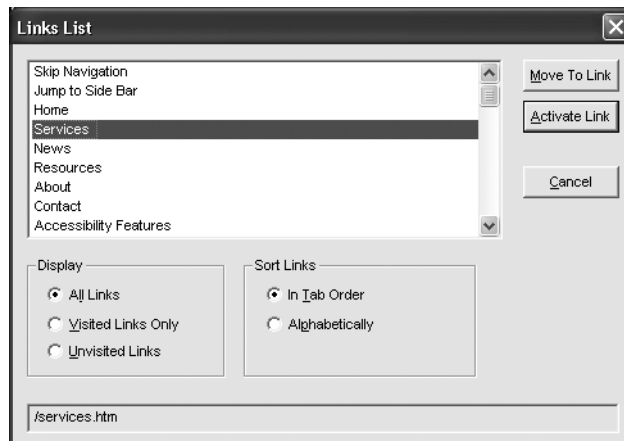 Links List
Skip Navigation
Jump to Side Bar
Home
Services
News
Resources
About
Contact
Accessibility Features
Move To Link
Activate Link
Cancel
Display
All Links
Visited Links Only
Unvisited Links
Sort Links
In Tab Order
Alphabetically
/services.htm